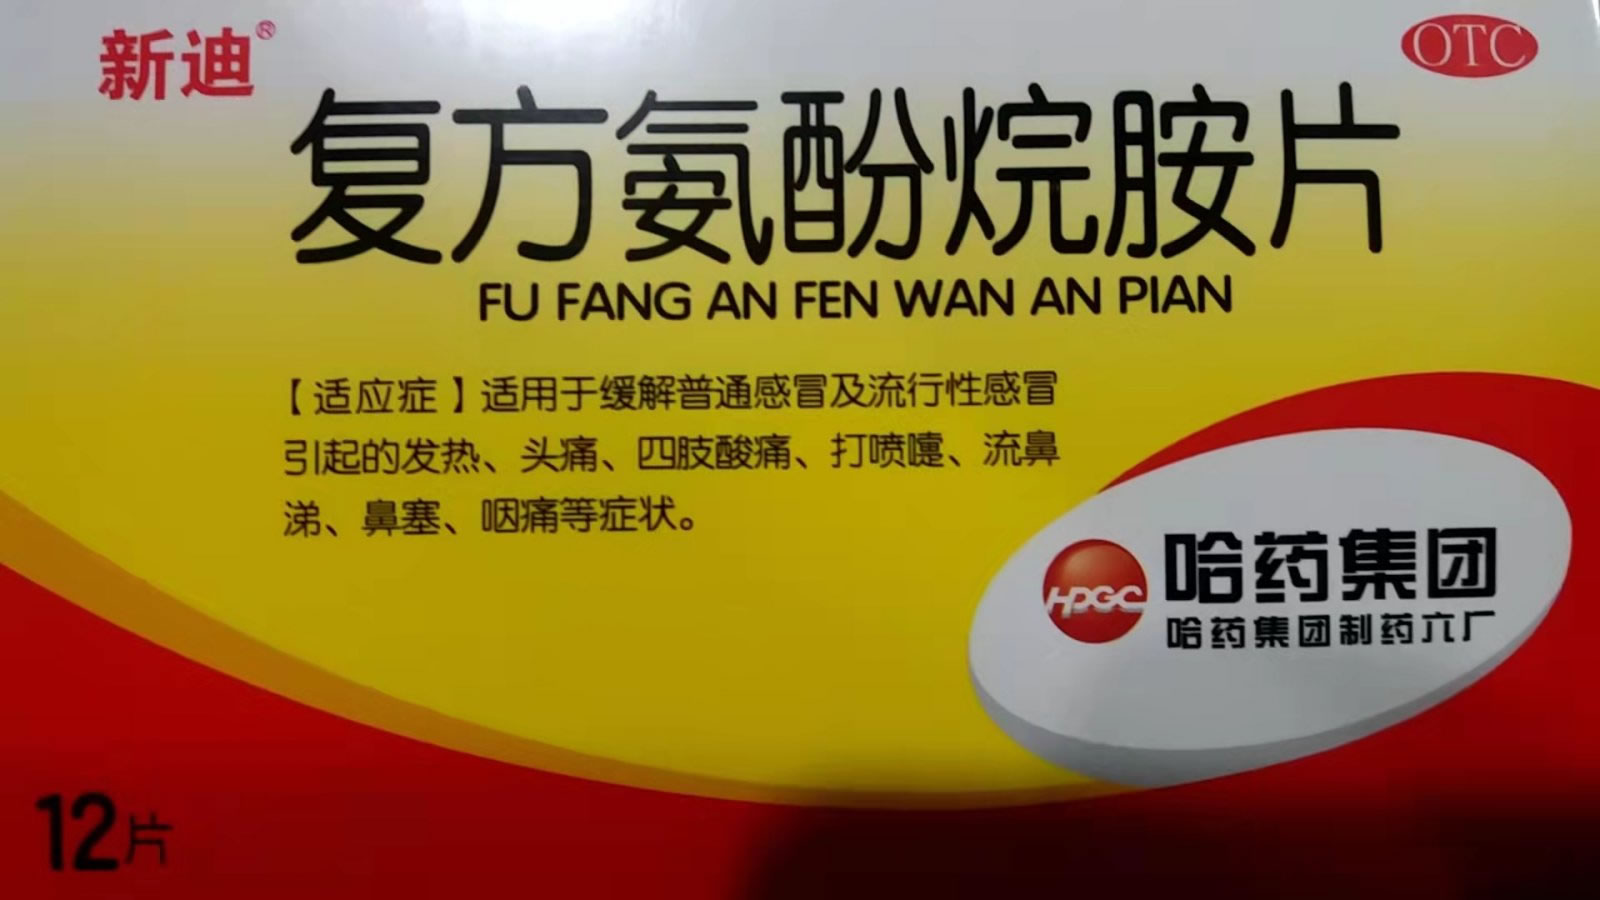 新迪®
OTC
复方氨酚烷胺片
FU FANG AN FEN WAN AN PIAN
【适应症】适用于缓解普通感冒及流行性感冒
引起的发热、头痛、四肢酸痛、打喷嚏、流鼻
涕、鼻塞、咽痛等症状。
HPGC
哈药集团
哈药集团制药六厂
12片